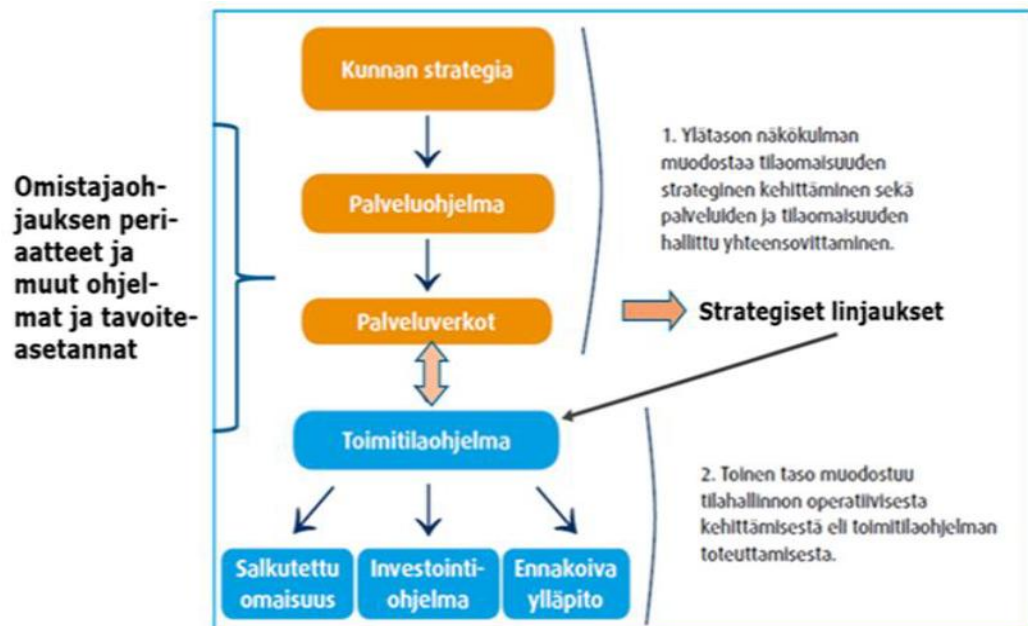 Kunnan strategia
Palveluohjelma
Palveluverkot
Omistajaoh-
jauksen peri-
aatteet ja
muut ohjel-
mat ja tavoite-
asetannat
1. Ylätason näkökulman
muodostaa tilaomaisuuden
strateginen kehittäminen sekä
palveluiden ja tilaomaisuuden
hallittu yhteensovittaminen.
Strategiset linjaukset
Toimitilaohjelma
2. Toinen taso muodostuu
tilahallinnon operatiivisesta
kehittämisestä eli toimitilaohjelman
toteuttamisesta.
Salkutettu
omaisuus
Investointi-
ohjelma
Ennakoiva
ylläpito